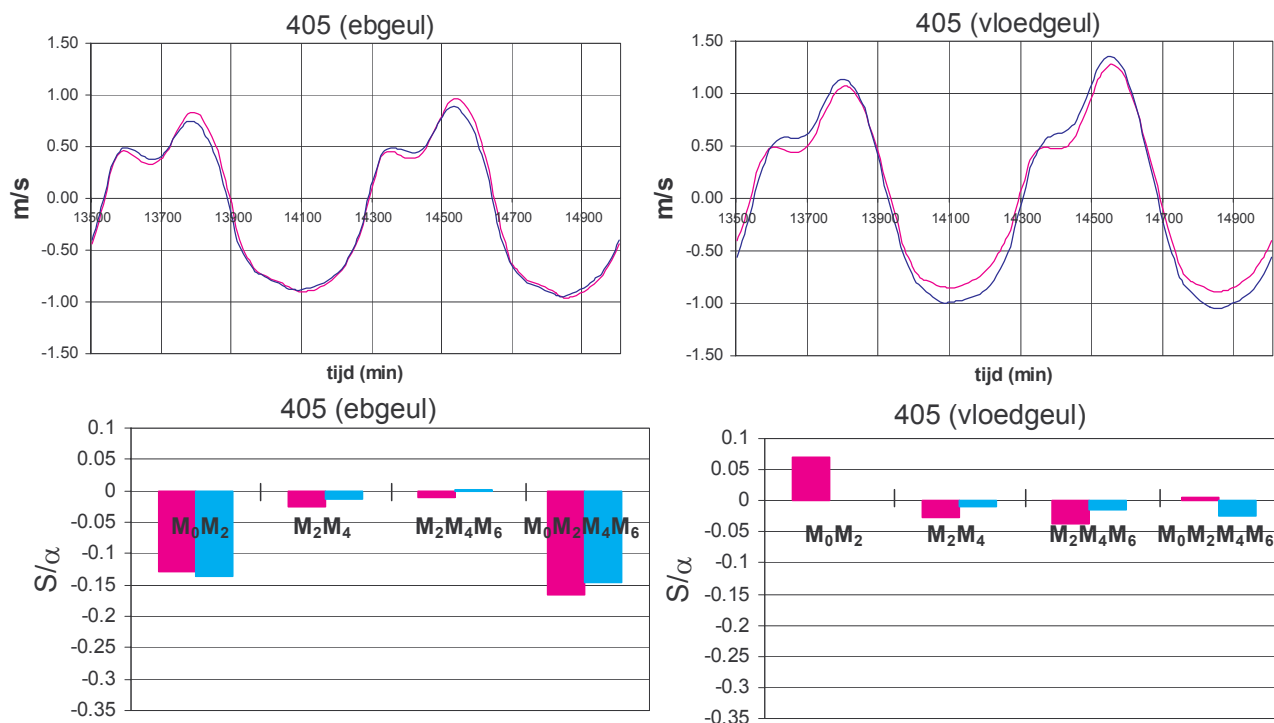 405 (ebgeul)
1.50
1.00
0.50
0.00
-0.50
-1.00
-1.50
m/s
13500 13700 13900 14100 14300 14500 14700 14900
tijd (min)
405 (vloedgeul)
1.50
1.00
0.50
0.00
-0.50
-1.00
-1.50
m/s
13500 13700 13900 14100 14300 14500 14700 14900
tijd (min)
405 (ebgeul)
0.1
0.05
0
-0.05
-0.1
-0.15
-0.2
-0.25
-0.3
-0.35
S/α
M₀M₂ M₂M₄ M₂M₄M₆ M₀M₂M₄M₆
405 (vloedgeul)
0.1
0.05
0
-0.05
-0.1
-0.15
-0.2
-0.25
-0.3
-0.35
S/α
M₀M₂ M₂M₄ M₂M₄M₆ M₀M₂M₄M₆